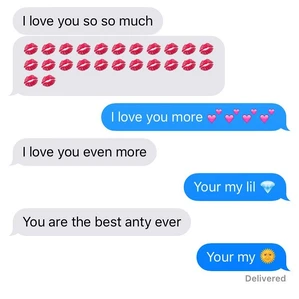 I love you so so much
💋💋💋💋💋💋💋💋💋💋💋
💋💋💋💋💋💋💋💋💋💋💋
💋💋
I love you more 💕💕💕💕
I love you even more
Your my lil 💎
You are the best anty ever
Your my 🌞
Delivered